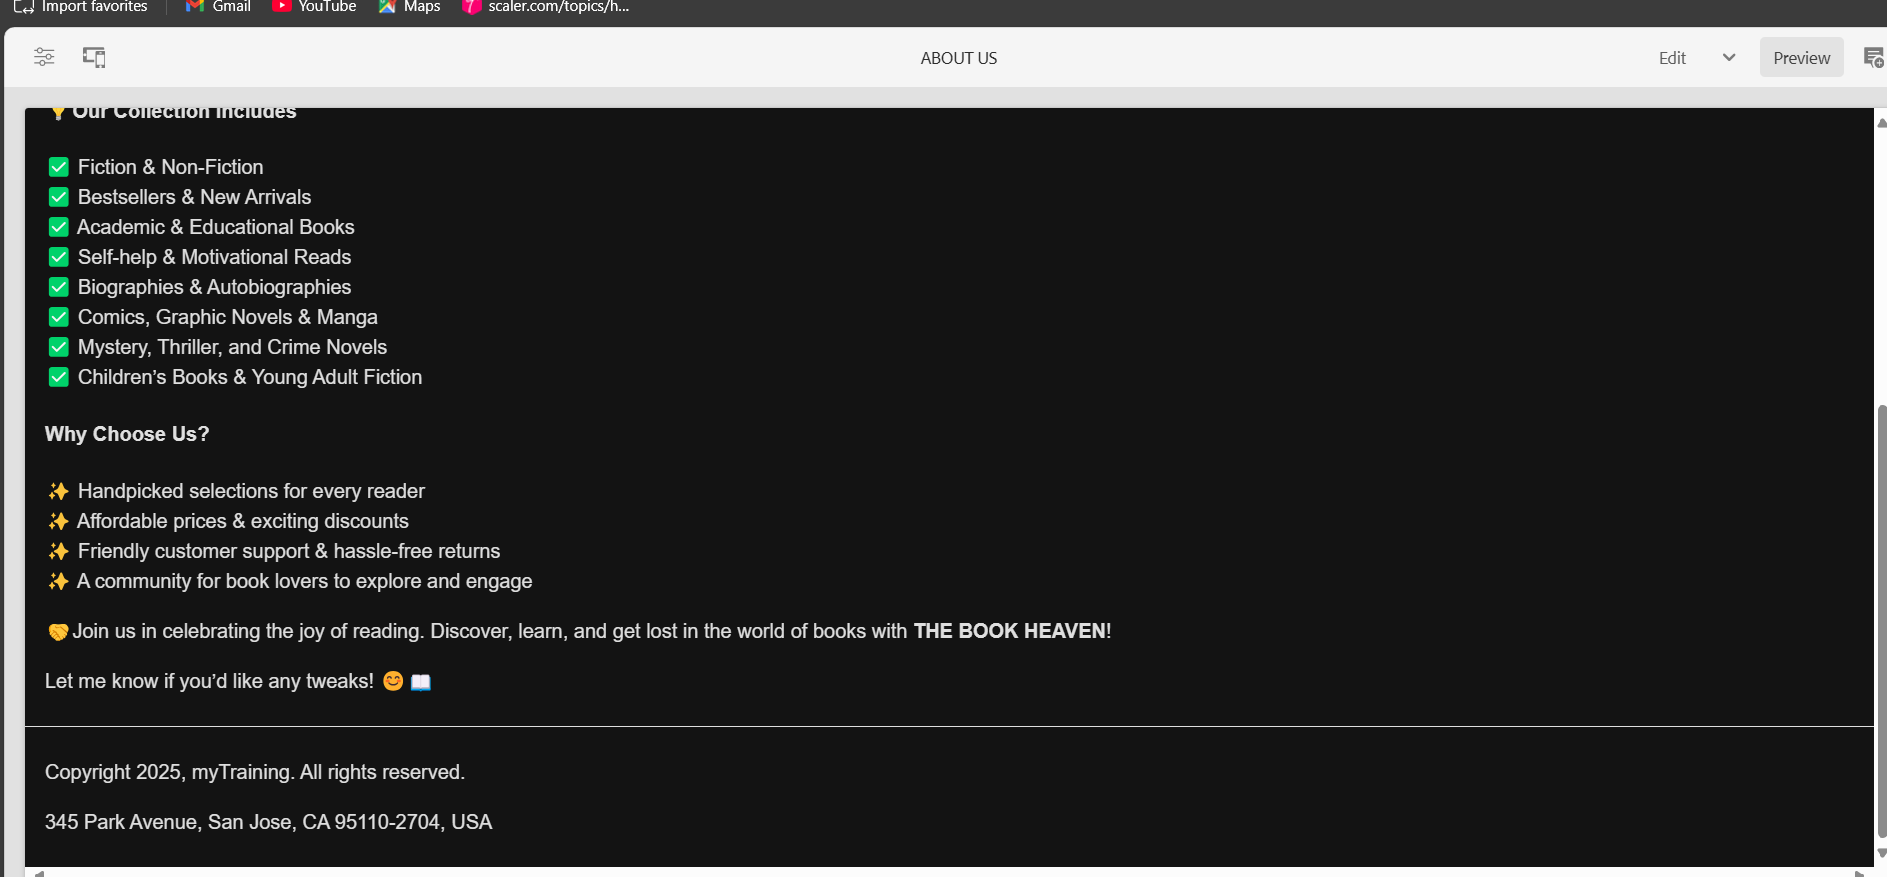 Import favorites Gmail YouTube Maps scaler.com/topics/h...
ABOUT US Edit Preview
💡Our Collection Includes
✅ Fiction & Non-Fiction
✅ Bestsellers & New Arrivals
✅ Academic & Educational Books
✅ Self-help & Motivational Reads
✅ Biographies & Autobiographies
✅ Comics, Graphic Novels & Manga
✅ Mystery, Thriller, and Crime Novels
✅ Children’s Books & Young Adult Fiction
Why Choose Us?
✨ Handpicked selections for every reader
✨ Affordable prices & exciting discounts
✨ Friendly customer support & hassle-free returns
✨ A community for book lovers to explore and engage
🤝Join us in celebrating the joy of reading. Discover, learn, and get lost in the world of books with THE BOOK HEAVEN!
Let me know if you’d like any tweaks! 😊 📖
Copyright 2025, myTraining. All rights reserved.
345 Park Avenue, San Jose, CA 95110-2704, USA